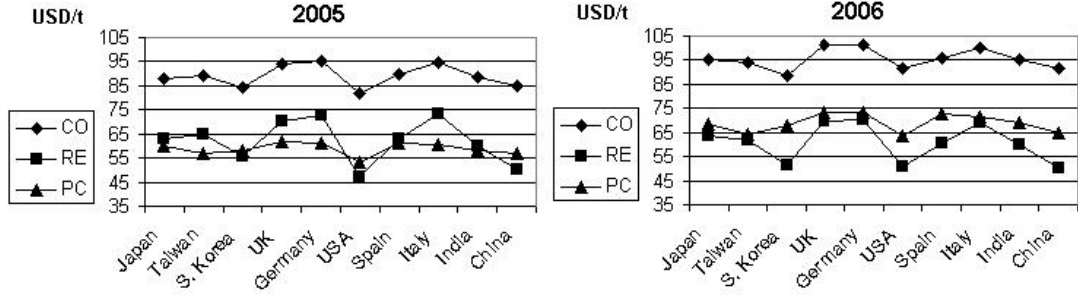 USD/t
2005
105
95
85
75
65
55
45
35
CO
RE
PC
Japan
Taiwan
S. Korea
UK
Germany
USA
Spain
Italy
India
China
USD/t
2006
105
95
85
75
65
55
45
35
CO
RE
PC
Japan
Taiwan
S. Korea
UK
Germany
USA
Spain
Italy
India
China